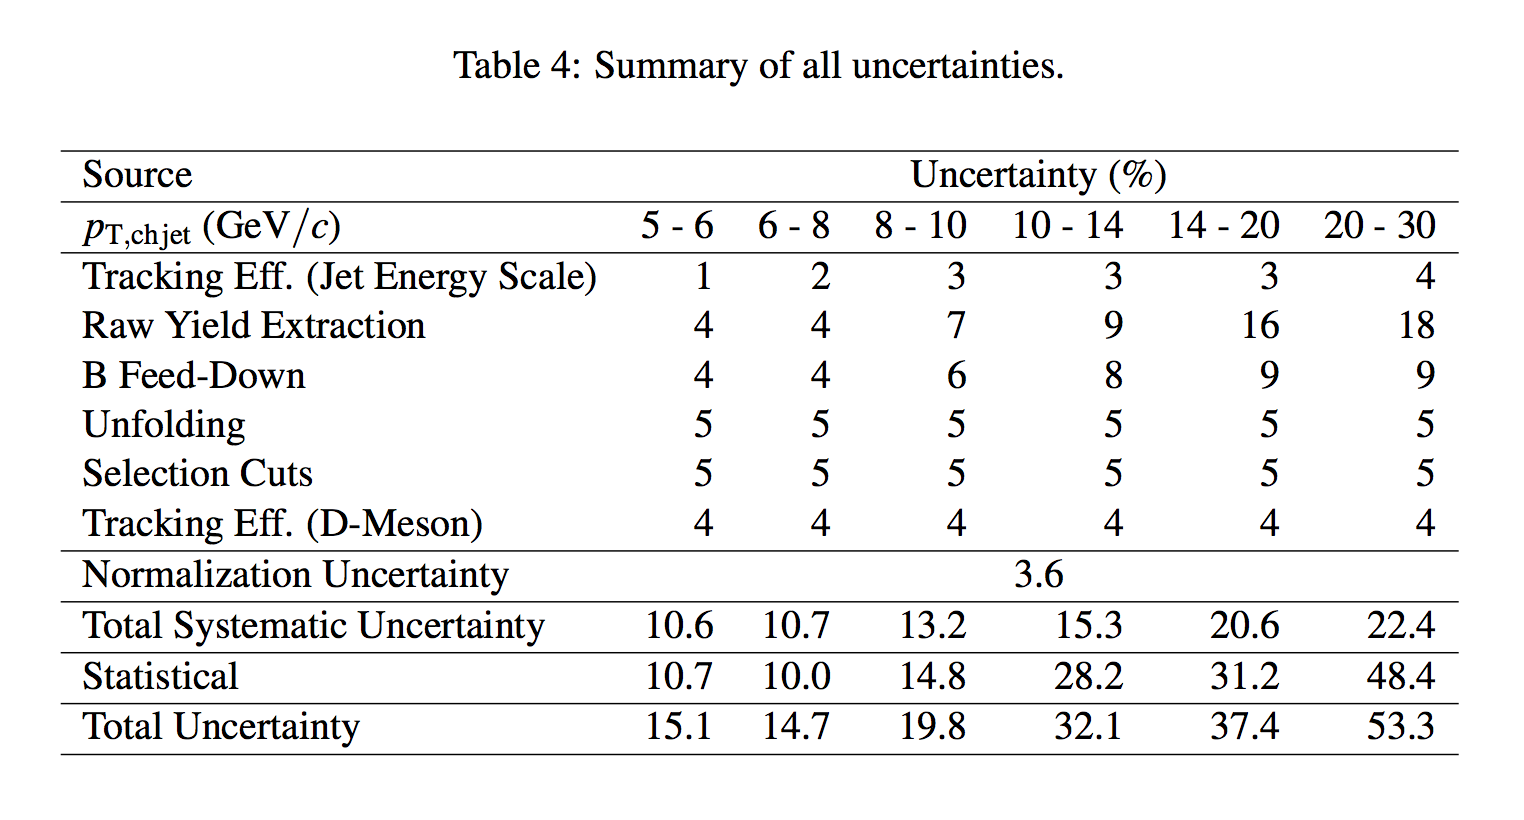 Table 4: Summary of all uncertainties.
Source Uncertainty (%)
pT,ch jet (GeV/c) 5 - 6 6 - 8 8 - 10 10 - 14 14 - 20 20 - 30
Tracking Eff. (Jet Energy Scale) 1 2 3 3 3 4
Raw Yield Extraction 4 4 7 9 16 18
B Feed-Down 4 4 6 8 9 9
Unfolding 5 5 5 5 5 5
Selection Cuts 5 5 5 5 5 5
Tracking Eff. (D-Meson) 4 4 4 4 4 4
Normalization Uncertainty 3.6
Total Systematic Uncertainty 10.6 10.7 13.2 15.3 20.6 22.4
Statistical 10.7 10.0 14.8 28.2 31.2 48.4
Total Uncertainty 15.1 14.7 19.8 32.1 37.4 53.3